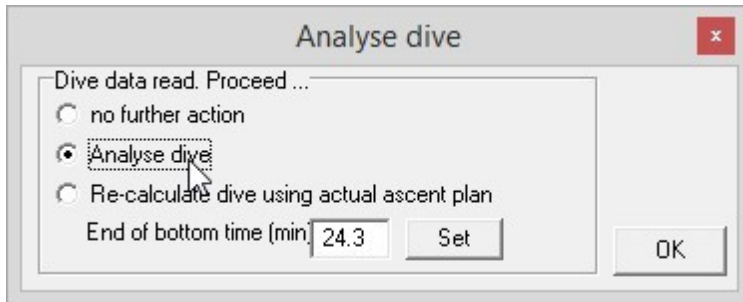 Analyse dive
x
Dive data read. Proceed ...
no further action
Analyse dive
Re-calculate dive using actual ascent plan
End of bottom time (min) 24.3 Set
OK